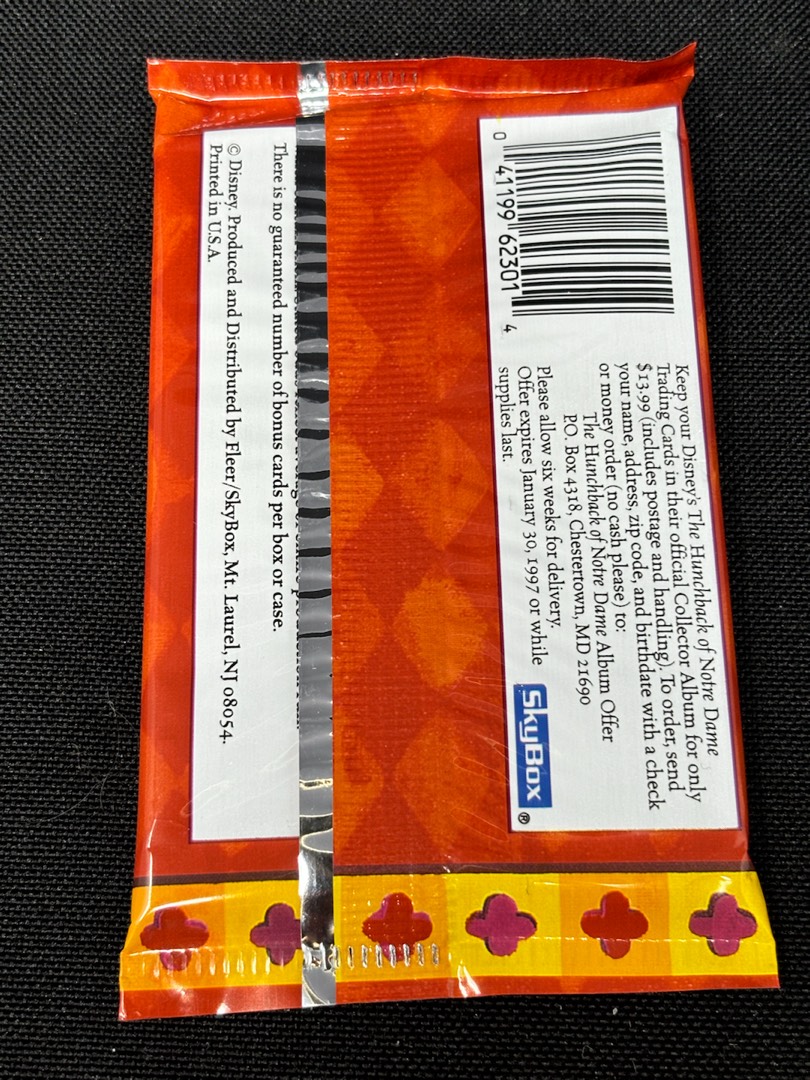 0 41199 62301 4
Keep your Disney's The Hunchback of Notre Dame
Trading Cards in their official Collector Album for only
$13.99 (includes postage and handling). To order, send
your name, address, zip code, and birthdate with a check
or money order (no cash please) to:
The Hunchback of Notre Dame Album Offer
P.O. Box 4318, Chestertown, MD 21690
Please allow six weeks for delivery.
Offer expires January 30, 1997 or while
supplies last.
SkyBox®
There is no guaranteed number of bonus cards per box or case.
© Disney. Produced and Distributed by Fleer/SkyBox, Mt. Laurel, NJ 08054.
Printed in U.S.A.